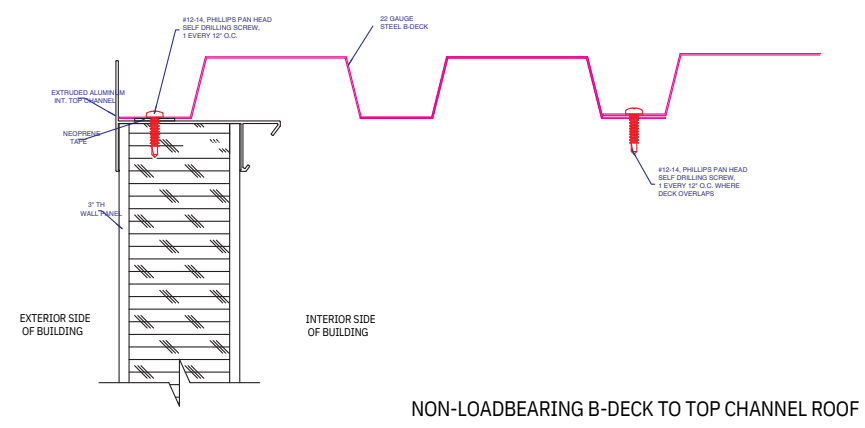 #12-14, PHILLIPS PAN HEAD
SELF DRILLING SCREW,
1 EVERY 12" O.C.
22 GAUGE
STEEL B-DECK
EXTRUDED ALUMINUM
INT. TOP CHANNEL
NEOPRENE
TAPE
#12-14, PHILLIPS PAN HEAD
SELF DRILLING SCREW,
1 EVERY 12" O.C. WHERE
DECK OVERLAPS
3" TH
WALL PANEL
EXTERIOR SIDE
OF BUILDING
INTERIOR SIDE
OF BUILDING
NON-LOADBEARING B-DECK TO TOP CHANNEL ROOF